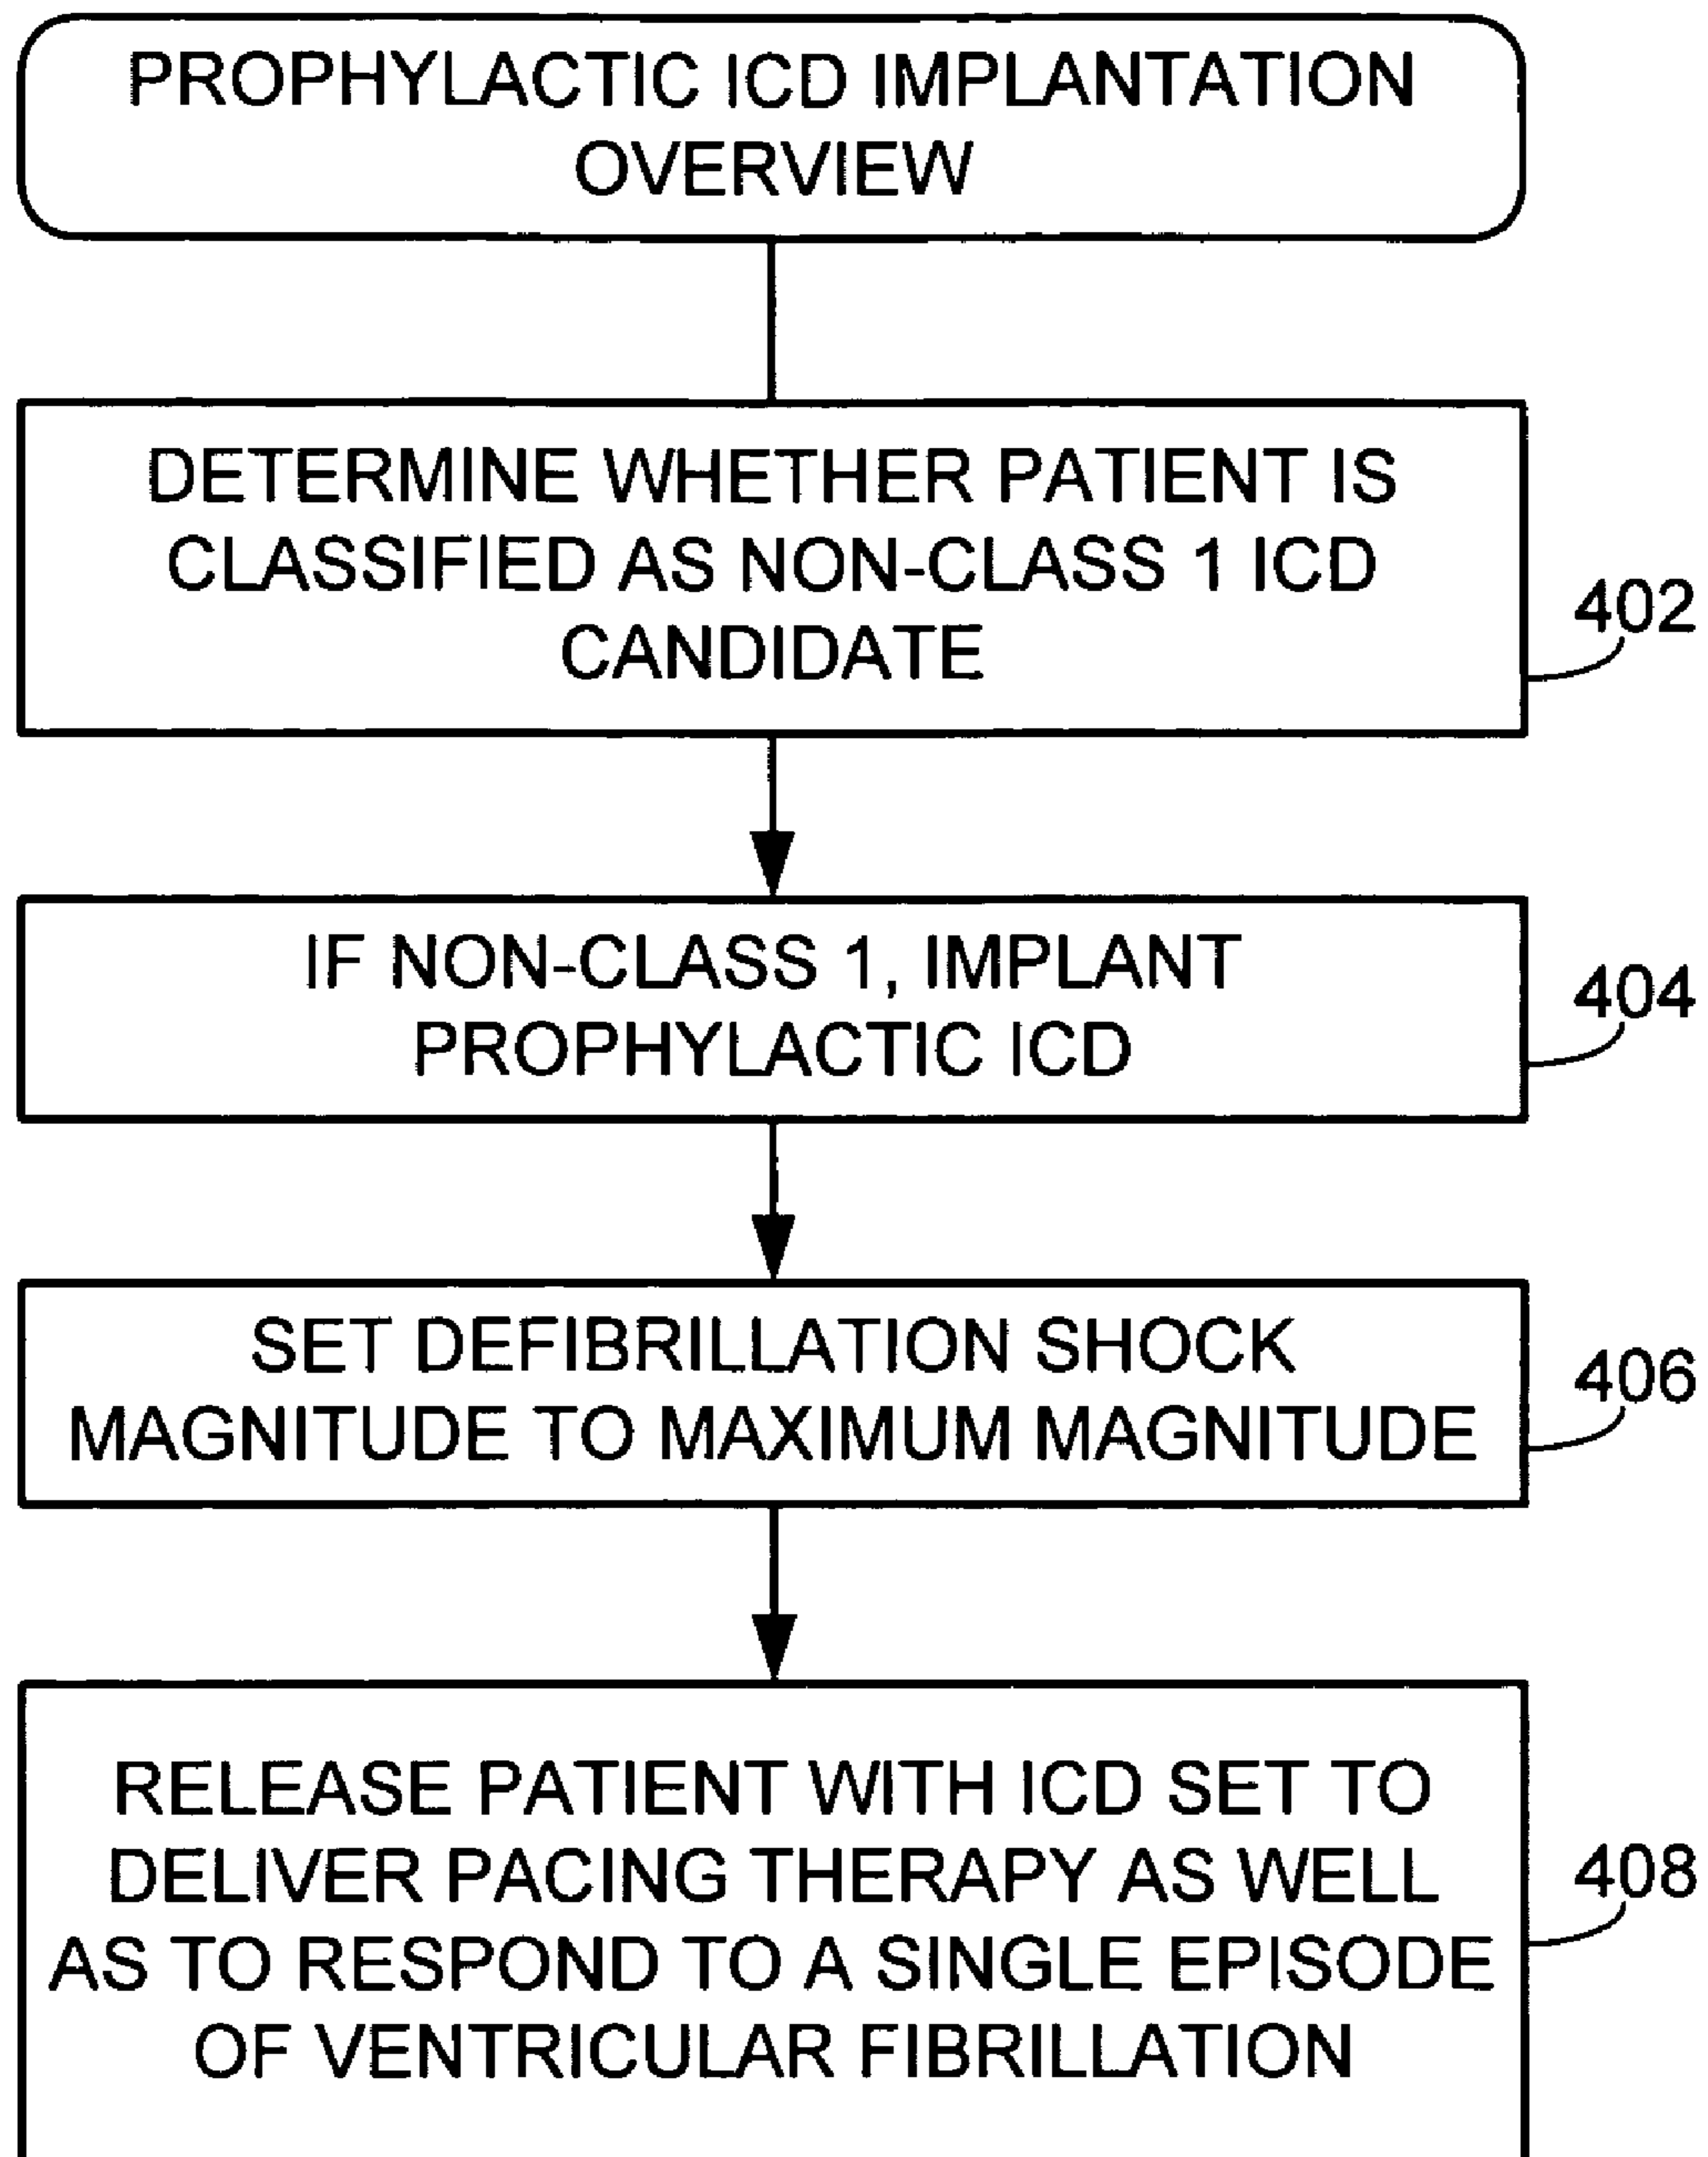 PROPHYLACTIC ICD IMPLANTATION
OVERVIEW
DETERMINE WHETHER PATIENT IS
CLASSIFIED AS NON-CLASS 1 ICD
CANDIDATE
402
IF NON-CLASS 1, IMPLANT
PROPHYLACTIC ICD
404
SET DEFIBRILLATION SHOCK
MAGNITUDE TO MAXIMUM MAGNITUDE
406
RELEASE PATIENT WITH ICD SET TO
DELIVER PACING THERAPY AS WELL
AS TO RESPOND TO A SINGLE EPISODE
OF VENTRICULAR FIBRILLATION
408